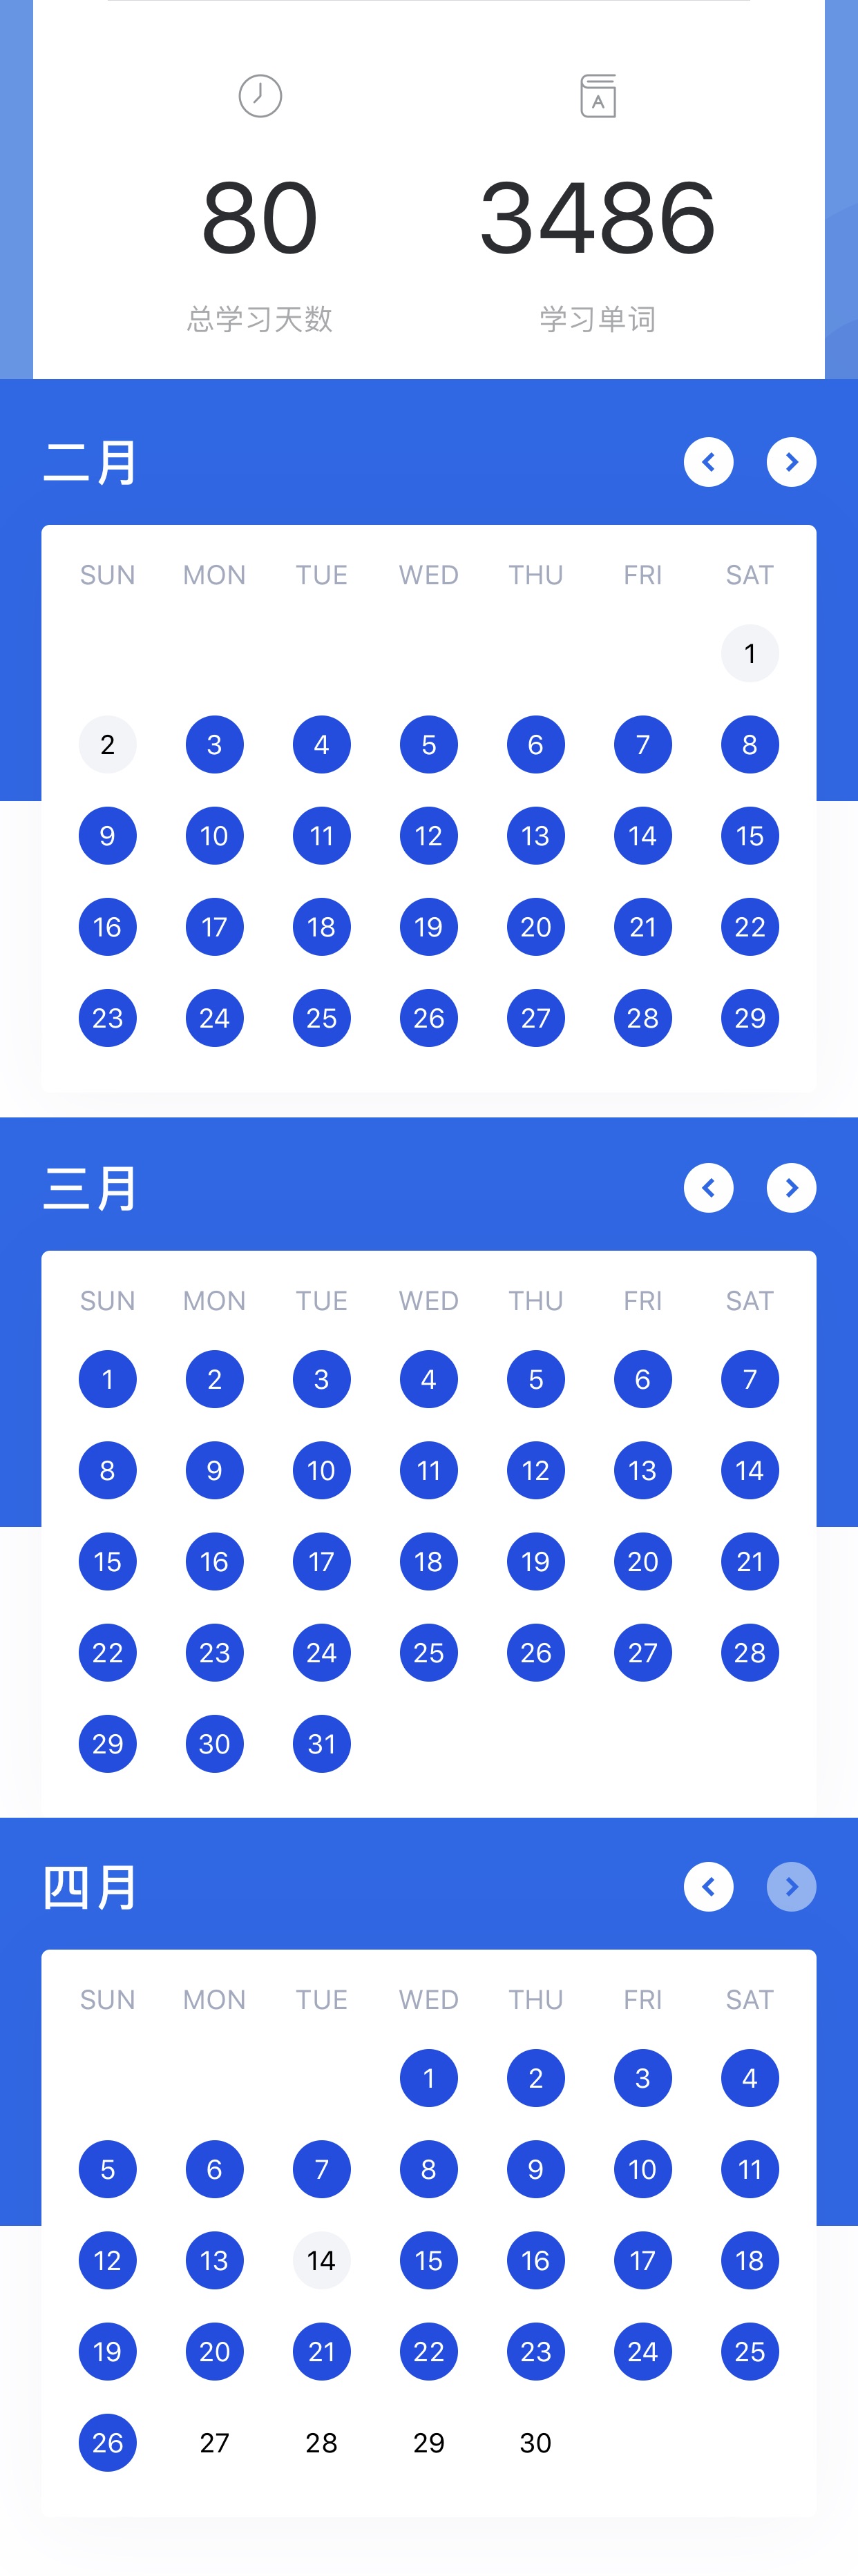 80 3486
总学习天数 学习单词
二月
SUN MON TUE WED THU FRI SAT
1
2 3 4 5 6 7 8
9 10 11 12 13 14 15
16 17 18 19 20 21 22
23 24 25 26 27 28 29
三月
SUN MON TUE WED THU FRI SAT
1 2 3 4 5 6 7
8 9 10 11 12 13 14
15 16 17 18 19 20 21
22 23 24 25 26 27 28
29 30 31
四月
SUN MON TUE WED THU FRI SAT
1 2 3 4
5 6 7 8 9 10 11
12 13 14 15 16 17 18
19 20 21 22 23 24 25
26 27 28 29 30